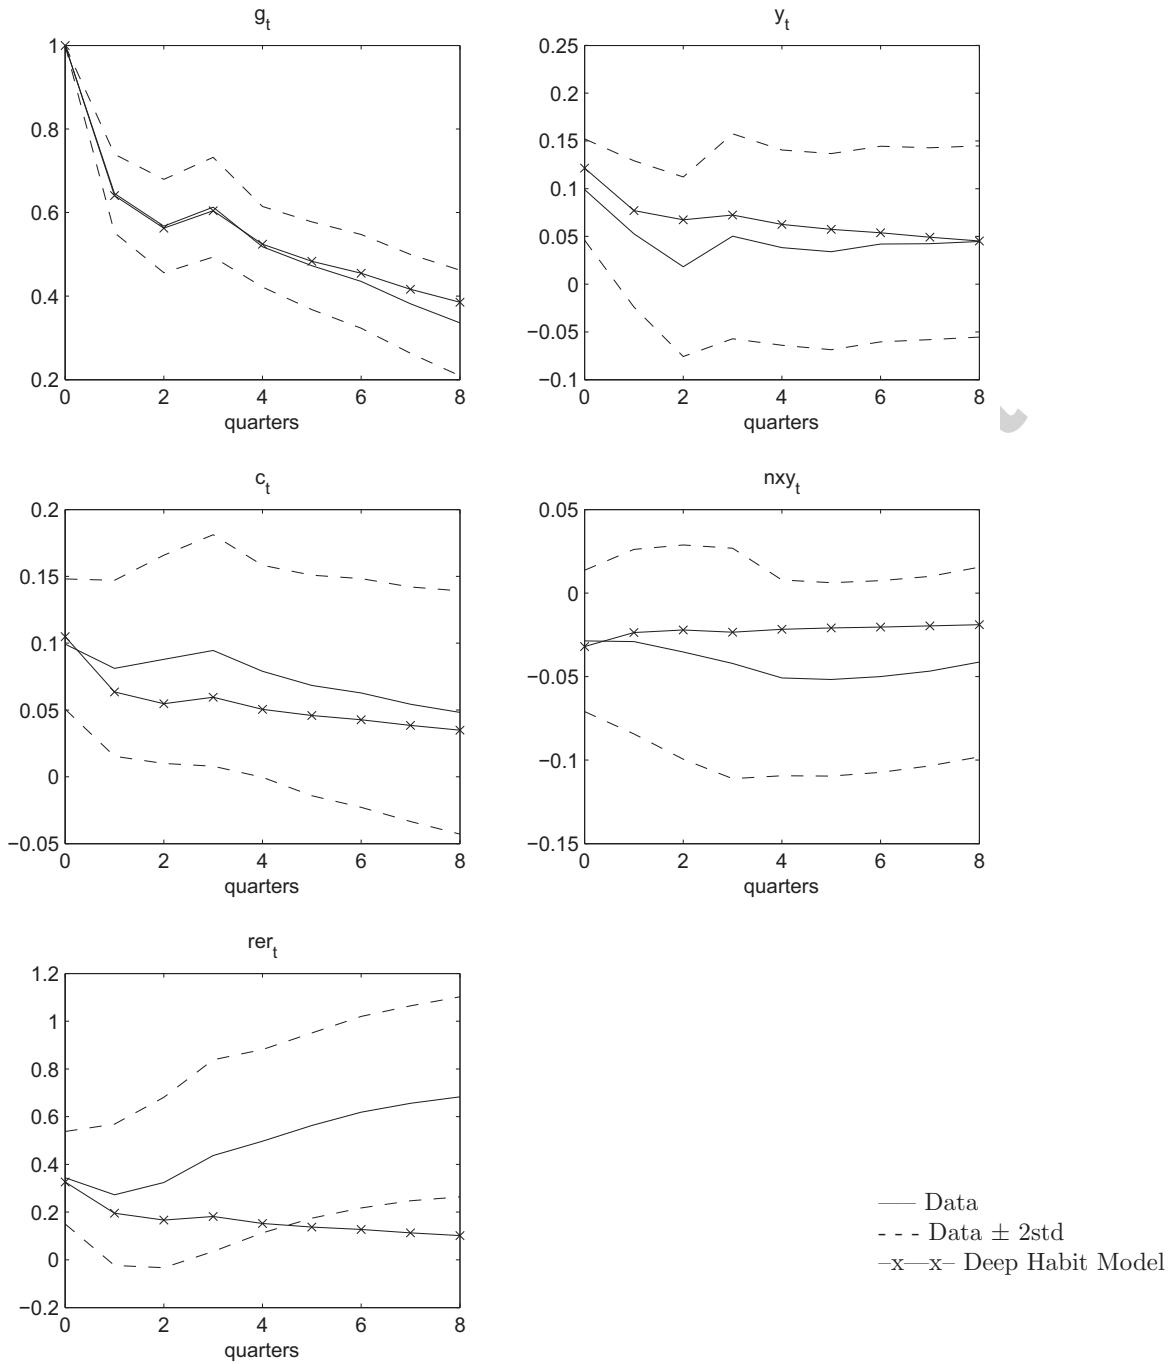 g_t
1
0.8
0.6
0.4
0.2
0 2 4 6 8
quarters
y_t
0.25
0.2
0.15
0.1
0.05
0
−0.05
−0.1
0 2 4 6 8
quarters
c_t
0.2
0.15
0.1
0.05
0
−0.05
0 2 4 6 8
quarters
nxy_t
0.05
0
−0.05
−0.1
−0.15
0 2 4 6 8
quarters
rer_t
1.2
1
0.8
0.6
0.4
0.2
0
−0.2
0 2 4 6 8
quarters
—— Data
- - - Data ± 2std
–x—x– Deep Habit Model